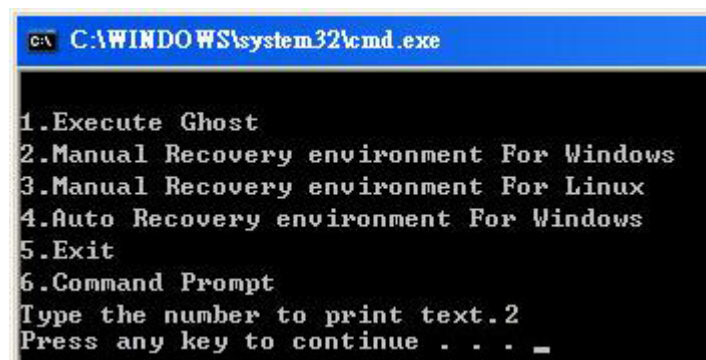 C:\WINDOWS\system32\cmd.exe
1.Execute Ghost
2.Manual Recovery environment For Windows
3.Manual Recovery environment For Linux
4.Auto Recovery environment For Windows
5.Exit
6.Command Prompt
Type the number to print text.2
Press any key to continue . . . _